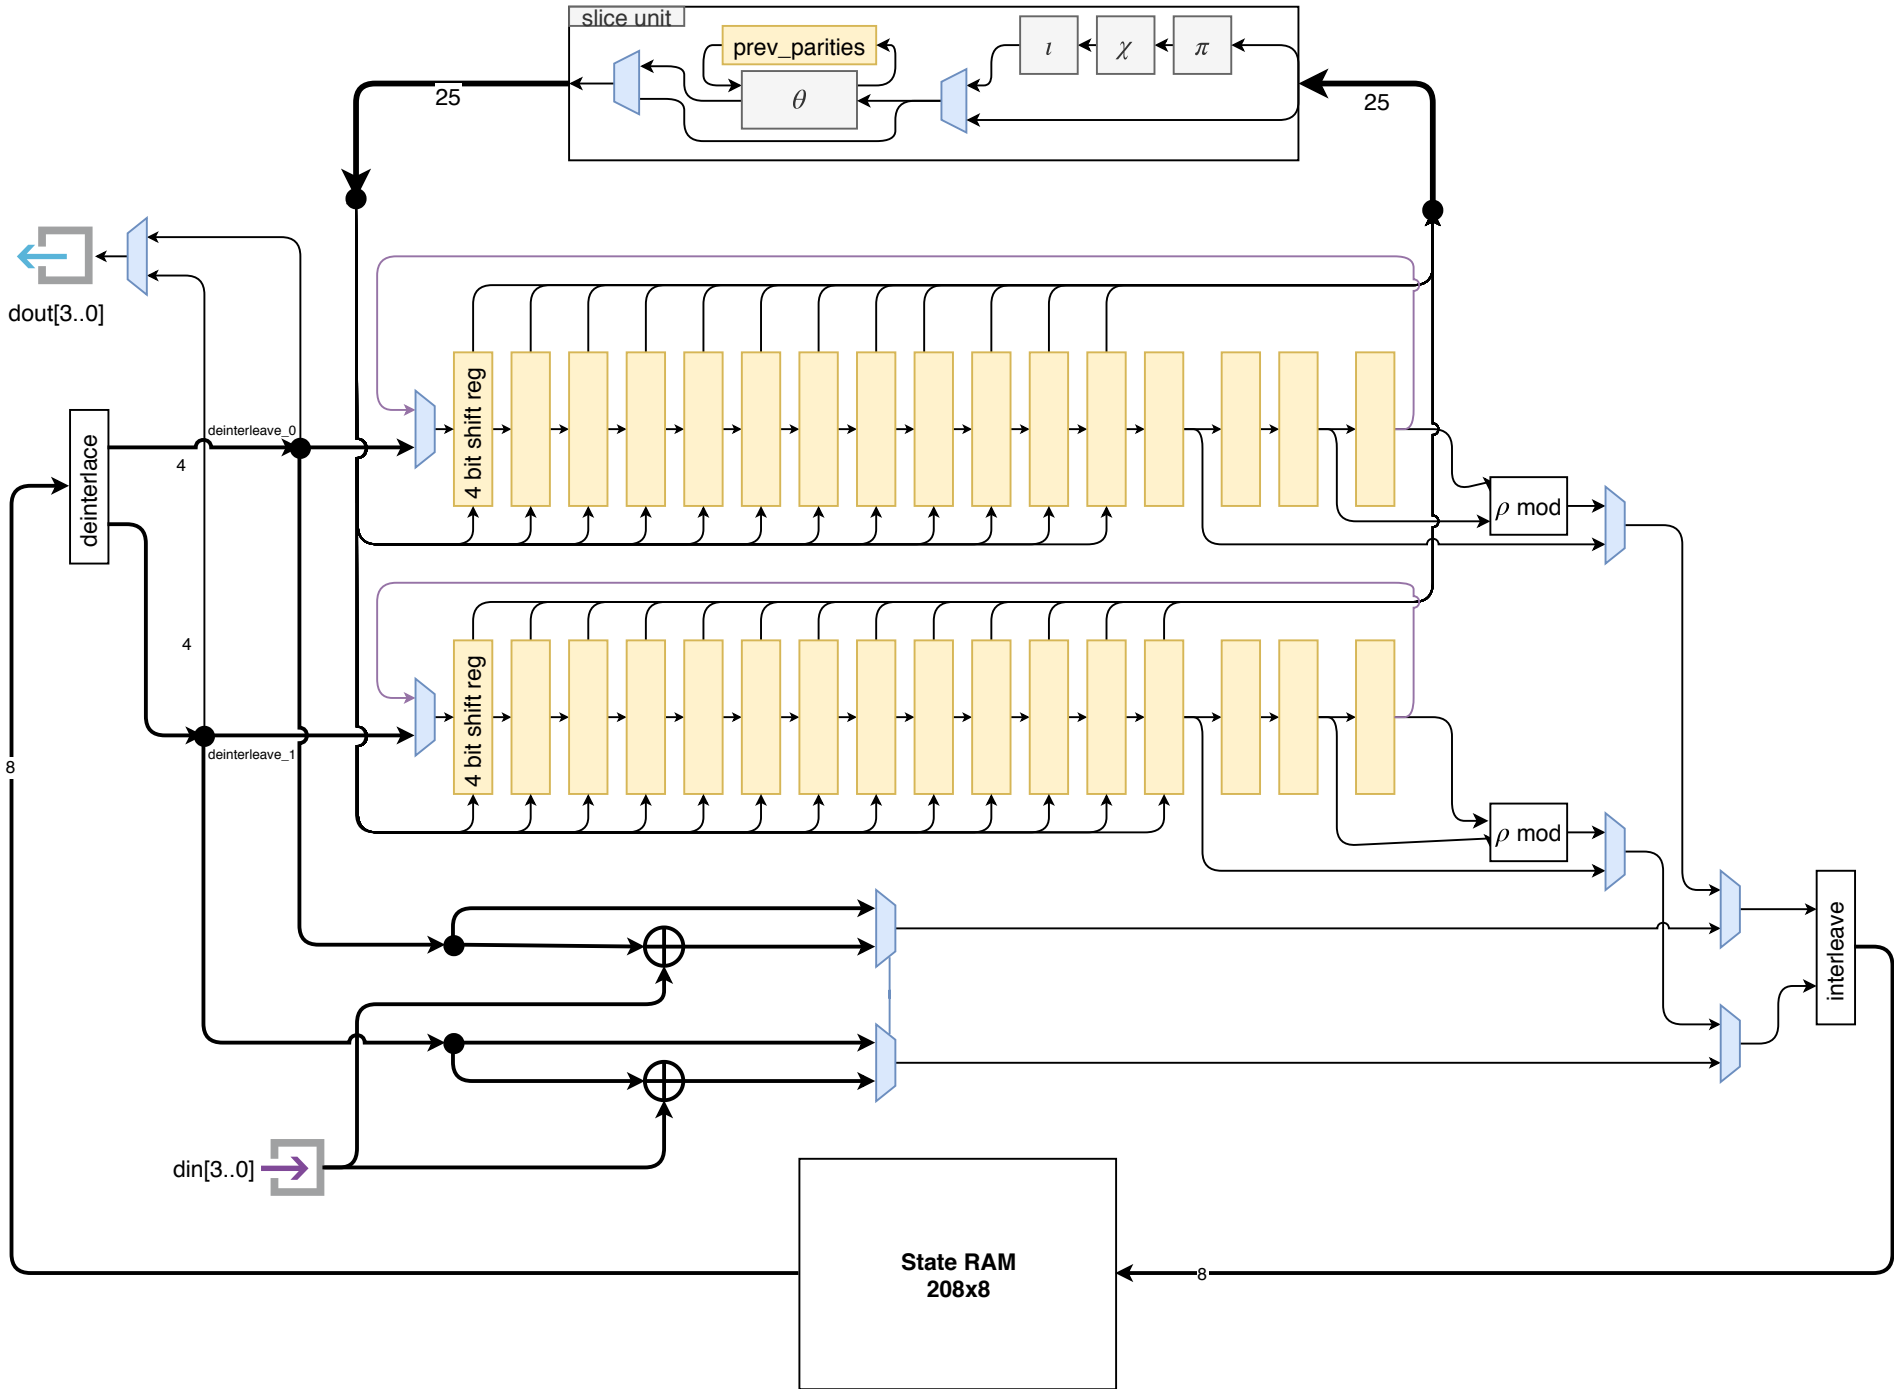 slice unit
prev_parities
ι
χ
π
θ
25
25
dout[3..0]
4 bit shift reg
deinterleave_0
4
deinterlace
ρ mod
4
4 bit shift reg
deinterleave_1
8
ρ mod
interleave
din[3..0]
State RAM
208x8
8